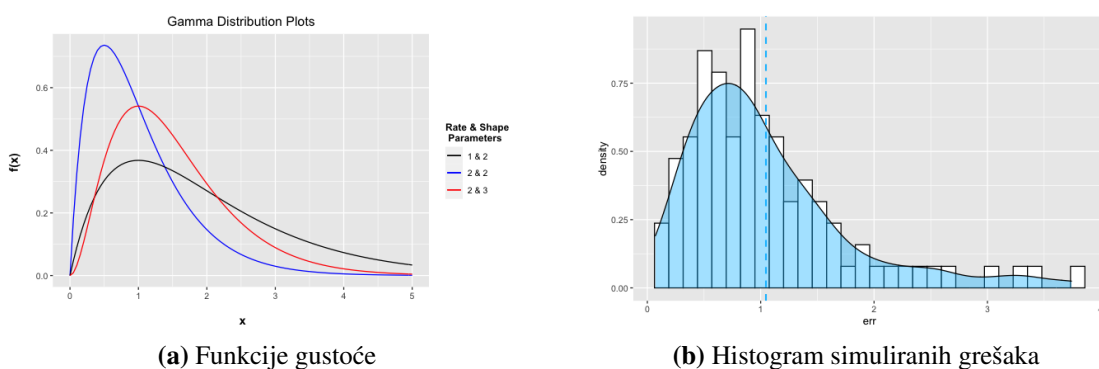 Gamma Distribution Plots
f(x)
0.6
0.4
0.2
0.0
0 1 2 3 4 5
x
Rate & Shape
Parameters
1 & 2
2 & 2
2 & 3
(a) Funkcije gustoće
density
0.75
0.50
0.25
0.00
0 1 2 3
err
(b) Histogram simuliranih grešaka